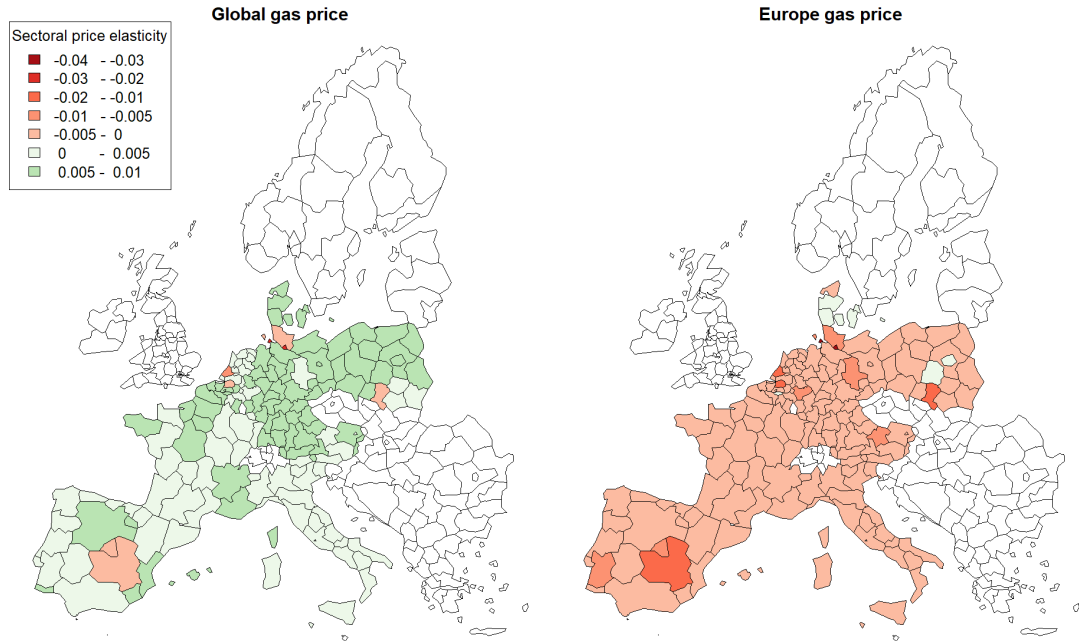 Global gas price
Europe gas price
Sectoral price elasticity
-0.04 - -0.03
-0.03 - -0.02
-0.02 - -0.01
-0.01 - -0.005
-0.005 - 0
0 - 0.005
0.005 - 0.01